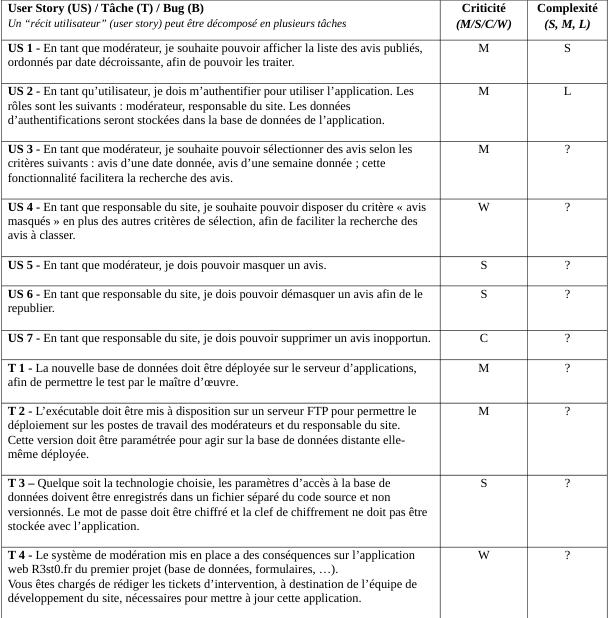 User Story (US) / Tâche (T) / Bug (B)
Un “récit utilisateur” (user story) peut être décomposé en plusieurs tâches
Criticité
(M/S/C/W)
Complexité
(S, M, L)
US 1 - En tant que modérateur, je souhaite pouvoir afficher la liste des avis publiés,
ordonnés par date décroissante, afin de pouvoir les traiter.
M
S
US 2 - En tant qu’utilisateur, je dois m’authentifier pour utiliser l’application. Les
rôles sont les suivants : modérateur, responsable du site. Les données
d’authentifications seront stockées dans la base de données de l’application.
M
L
US 3 - En tant que modérateur, je souhaite pouvoir sélectionner des avis selon les
critères suivants : avis d’une date donnée, avis d’une semaine donnée ; cette
fonctionnalité facilitera la recherche des avis.
M
?
US 4 - En tant que responsable du site, je souhaite pouvoir disposer du critère « avis
masqués » en plus des autres critères de sélection, afin de faciliter la recherche des
avis à classer.
W
?
US 5 - En tant que modérateur, je dois pouvoir masquer un avis.
S
?
US 6 - En tant que responsable du site, je dois pouvoir démasquer un avis afin de le
republier.
S
?
US 7 - En tant que responsable du site, je dois pouvoir supprimer un avis inopportun.
C
?
T 1 - La nouvelle base de données doit être déployée sur le serveur d’applications,
afin de permettre le test par le maître d’œuvre.
M
?
T 2 - L’exécutable doit être mis à disposition sur un serveur FTP pour permettre le
déploiement sur les postes de travail des modérateurs et du responsable du site.
Cette version doit être paramétrée pour agir sur la base de données distante elle-
même déployée.
M
?
T 3 – Quelque soit la technologie choisie, les paramètres d’accès à la base de
données doivent être enregistrés dans un fichier séparé du code source et non
versionnés. Le mot de passe doit être chiffré et la clef de chiffrement ne doit pas être
stockée avec l’application.
S
?
T 4 - Le système de modération mis en place a des conséquences sur l’application
web R3st0.fr du premier projet (base de données, formulaires, …).
Vous êtes chargés de rédiger les tickets d’intervention, à destination de l’équipe de
développement du site, nécessaires pour mettre à jour cette application.
W
?